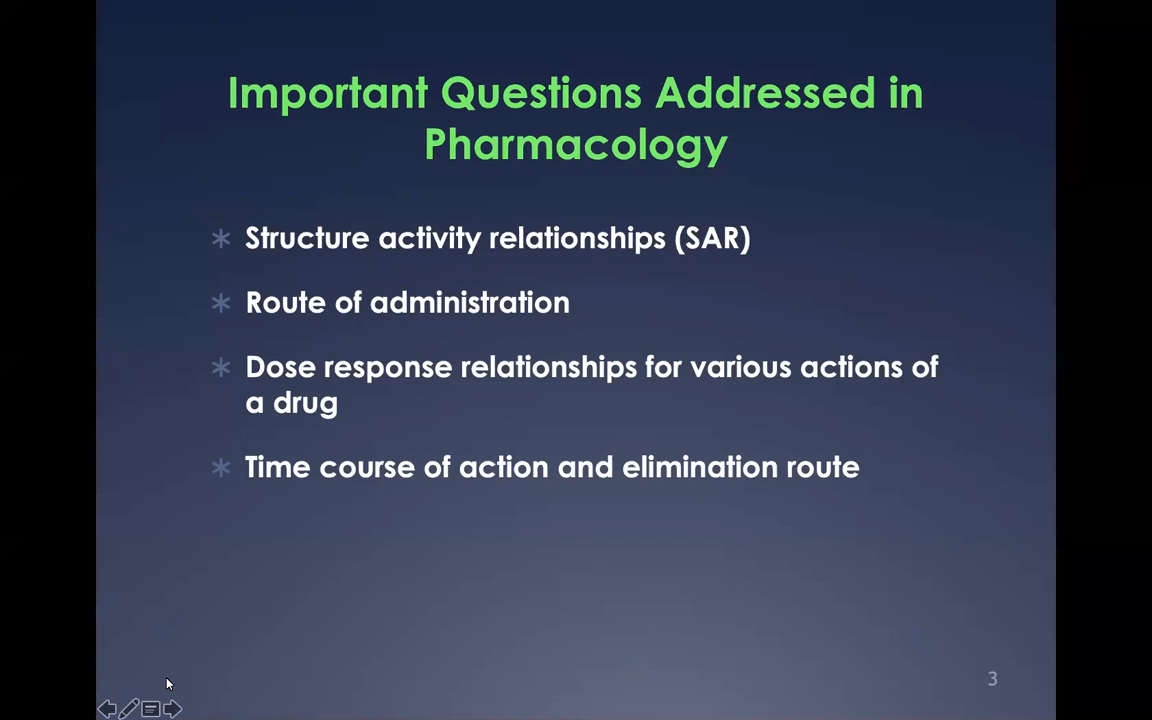 Important Questions Addressed in
Pharmacology
Structure activity relationships (SAR)
Route of administration
Dose response relationships for various actions of
a drug
Time course of action and elimination route
3